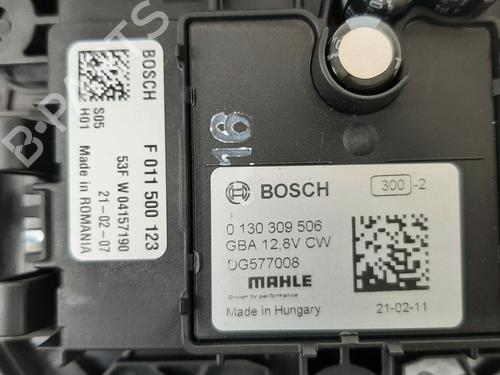 BOSCH
S05
H01
F 011 500 123
53F W 04157190
21-02-07
Made in
ROMANIA
16
BOSCH
300 -2
0 130 309 506
GBA 12,8V CW
DG577008
MAHLE
Driven by performance
Made in Hungary
21-02-11
B-PARTS